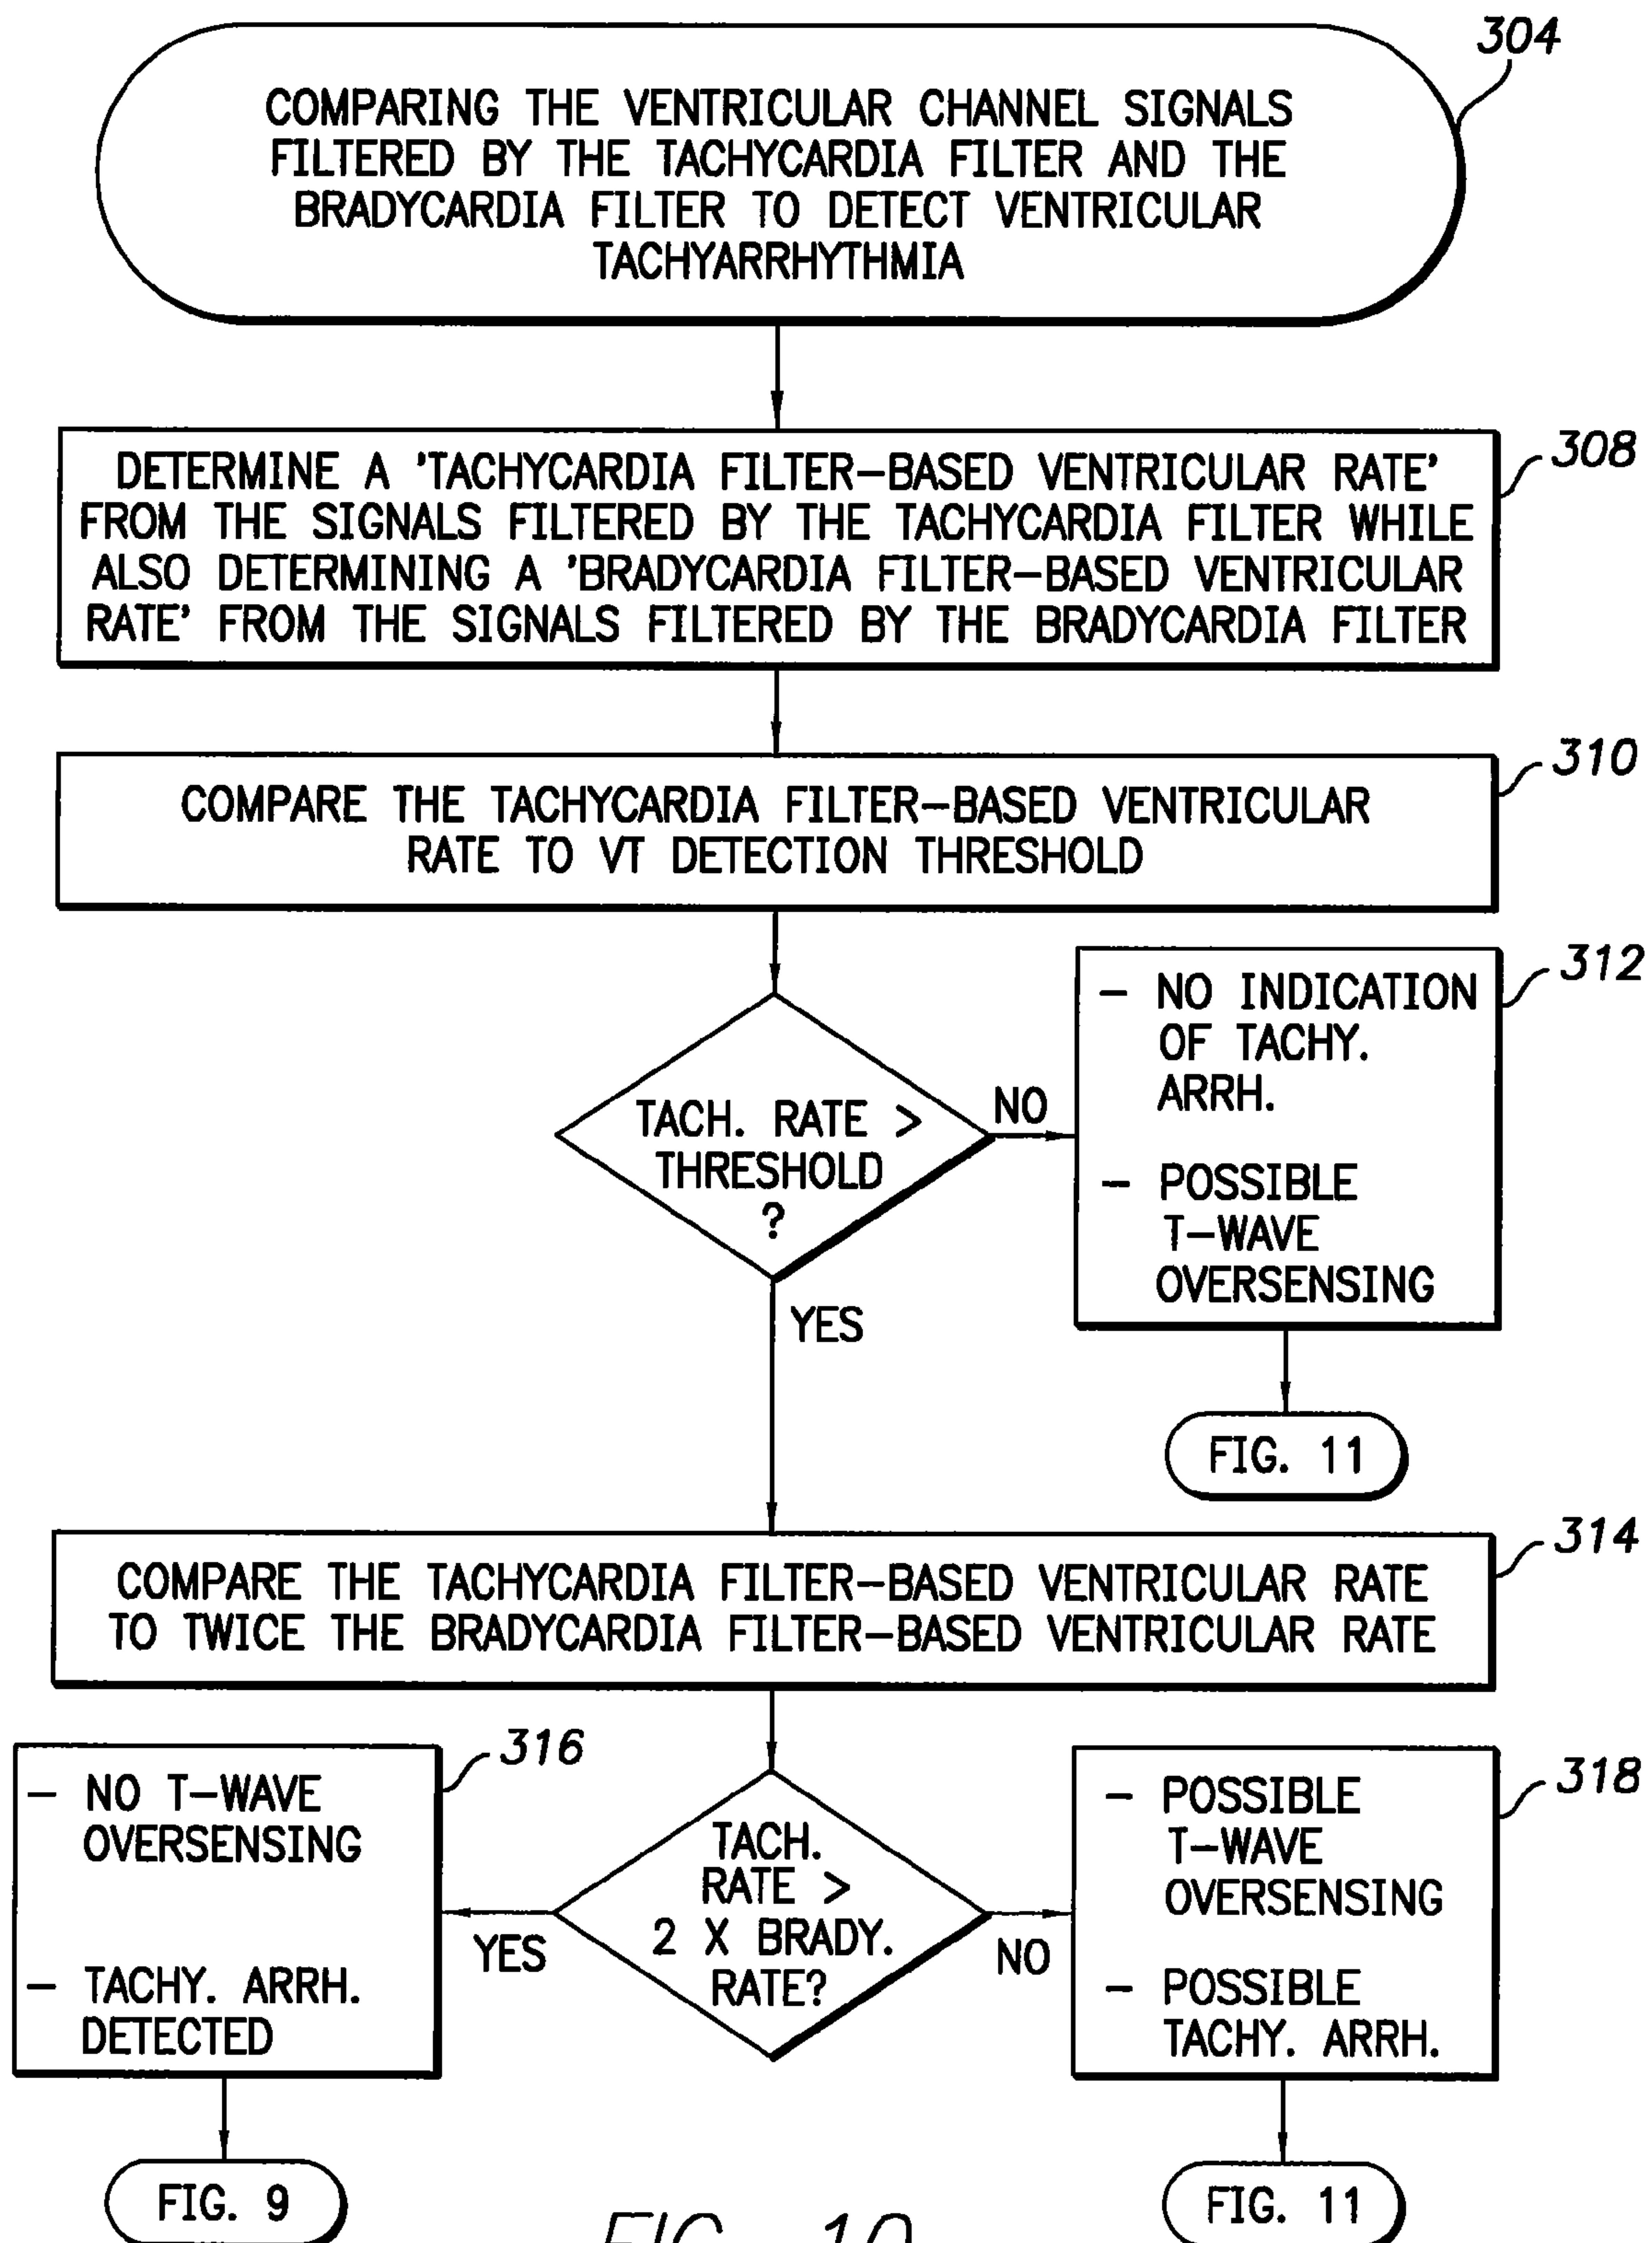 304
COMPARING THE VENTRICULAR CHANNEL SIGNALS
FILTERED BY THE TACHYCARDIA FILTER AND THE
BRADYCARDIA FILTER TO DETECT VENTRICULAR
TACHYARRHYTHMIA
308
DETERMINE A 'TACHYCARDIA FILTER-BASED VENTRICULAR RATE'
FROM THE SIGNALS FILTERED BY THE TACHYCARDIA FILTER WHILE
ALSO DETERMINING A 'BRADYCARDIA FILTER-BASED VENTRICULAR
RATE' FROM THE SIGNALS FILTERED BY THE BRADYCARDIA FILTER
310
COMPARE THE TACHYCARDIA FILTER-BASED VENTRICULAR
RATE TO VT DETECTION THRESHOLD
TACH. RATE >
THRESHOLD
?
NO
312
- NO INDICATION
OF TACHY.
ARRH.
- POSSIBLE
T-WAVE
OVERSENSING
FIG. 11
YES
314
COMPARE THE TACHYCARDIA FILTER-BASED VENTRICULAR RATE
TO TWICE THE BRADYCARDIA FILTER-BASED VENTRICULAR RATE
TACH.
RATE >
2 X BRADY.
RATE?
YES
316
- NO T-WAVE
OVERSENSING
- TACHY. ARRH.
DETECTED
FIG. 9
NO
318
- POSSIBLE
T-WAVE
OVERSENSING
- POSSIBLE
TACHY. ARRH.
FIG. 11
FIG. 10